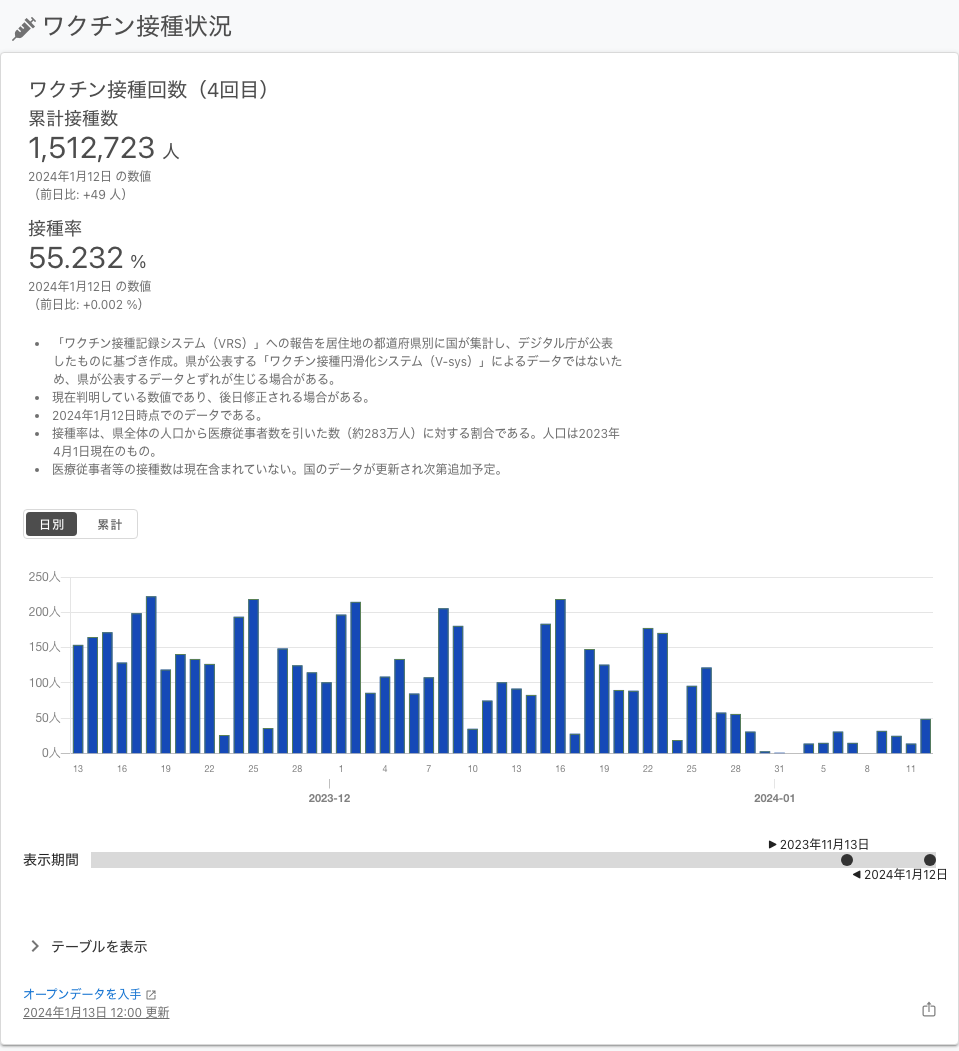 ワクチン接種状況
ワクチン接種回数（4回目）
累計接種数
1,512,723 人
2024年1月12日 の数値
（前日比: +49 人）
接種率
55.232 %
2024年1月12日 の数値
（前日比: +0.002 %）
• 「ワクチン接種記録システム（VRS）」への報告を居住地の都道府県別に国が集計し、デジタル庁が公表
したものに基づき作成。県が公表する「ワクチン接種円滑化システム（V-sys）」によるデータではないた
め、県が公表するデータとずれが生じる場合がある。
• 現在判明している数値であり、後日修正される場合がある。
• 2024年1月12日時点でのデータである。
• 接種率は、県全体の人口から医療従事者数を引いた数（約283万人）に対する割合である。人口は2023年
4月1日現在のもの。
• 医療従事者等の接種数は現在含まれていない。国のデータが更新され次第追加予定。
日別 累計
250人
200人
150人
100人
50人
0人
13 16 19 22 25 28 1 4 7 10 13 16 19 22 25 28 31 5 8 11
2023-12 2024-01
▶ 2023年11月13日
表示期間
◀ 2024年1月12日
テーブルを表示
オープンデータを入手
2024年1月13日 12:00 更新